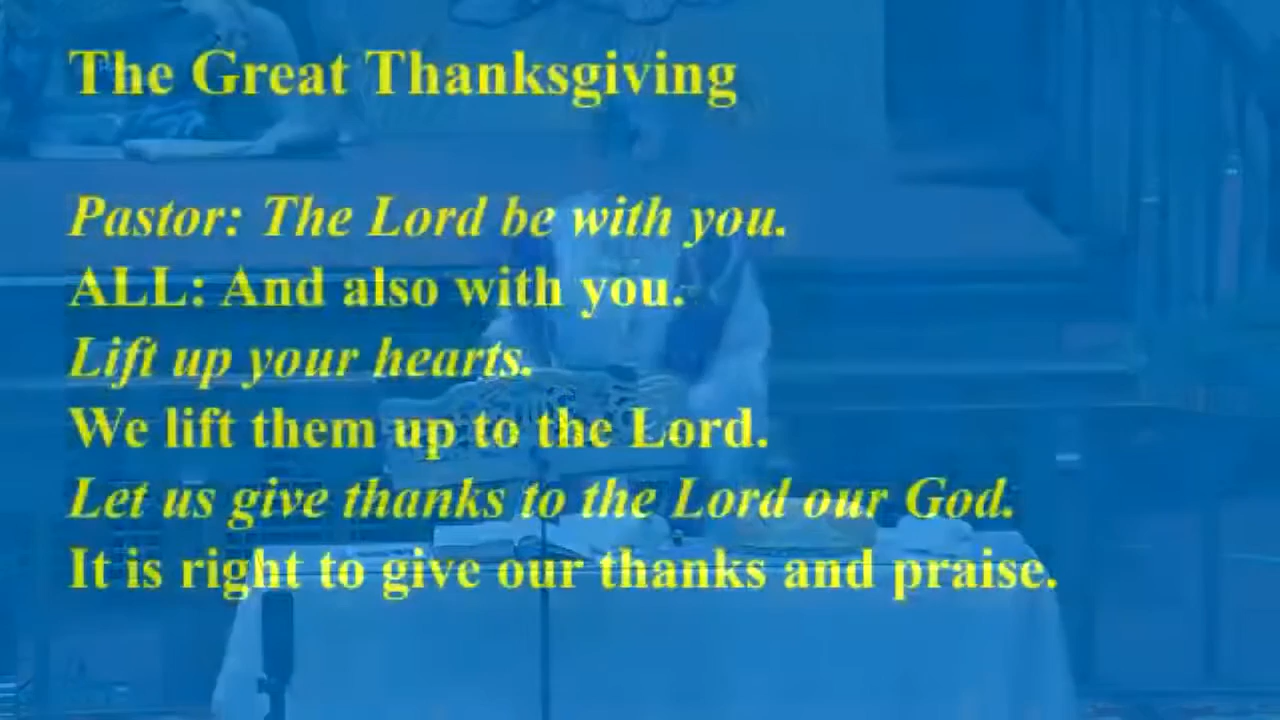 The Great Thanksgiving
Pastor: The Lord be with you.
ALL: And also with you.
Lift up your hearts.
We lift them up to the Lord.
Let us give thanks to the Lord our God.
It is right to give our thanks and praise.